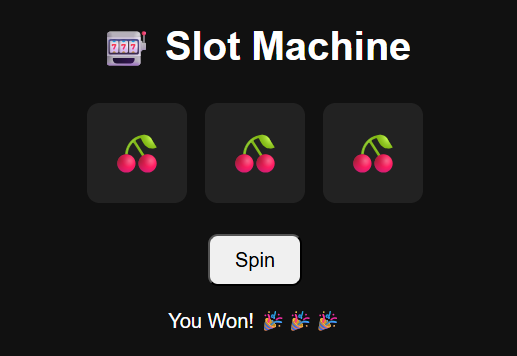 🎰 Slot Machine
🍒 🍒 🍒
Spin
You Won! 🎉 🎉 🎉